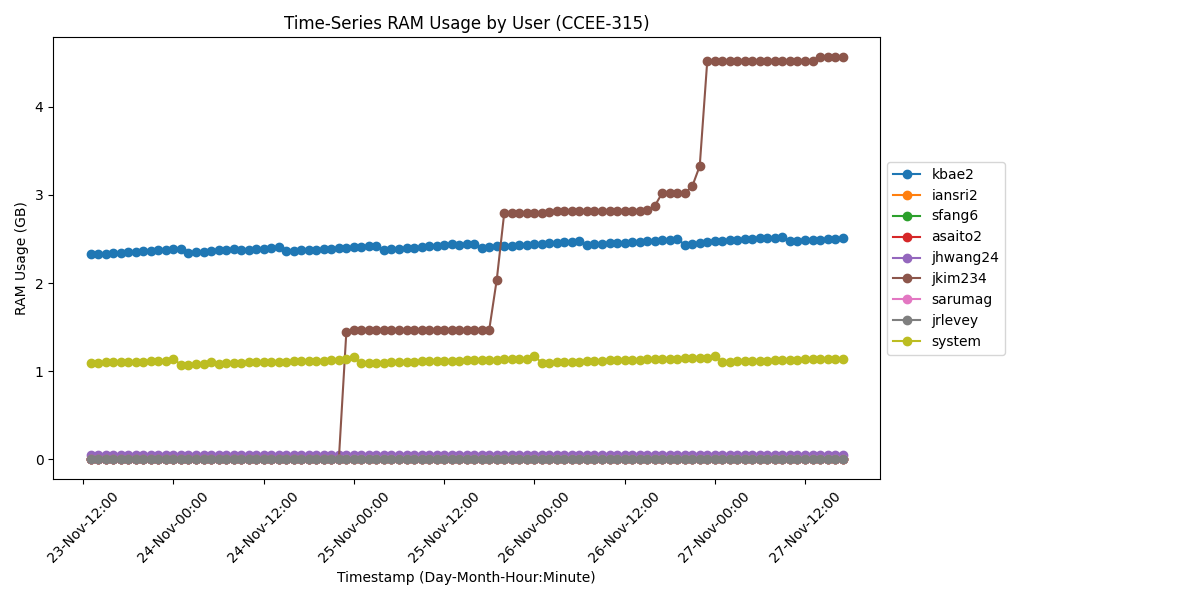 Time-Series RAM Usage by User (CCEE-315)
RAM Usage (GB)
4
3
2
1
0
23-Nov-12:00
24-Nov-00:00
24-Nov-12:00
25-Nov-00:00
25-Nov-12:00
26-Nov-00:00
26-Nov-12:00
27-Nov-00:00
27-Nov-12:00
Timestamp (Day-Month-Hour:Minute)
kbae2
iansri2
sfang6
asaito2
jhwang24
jkim234
sarumag
jrlevey
system